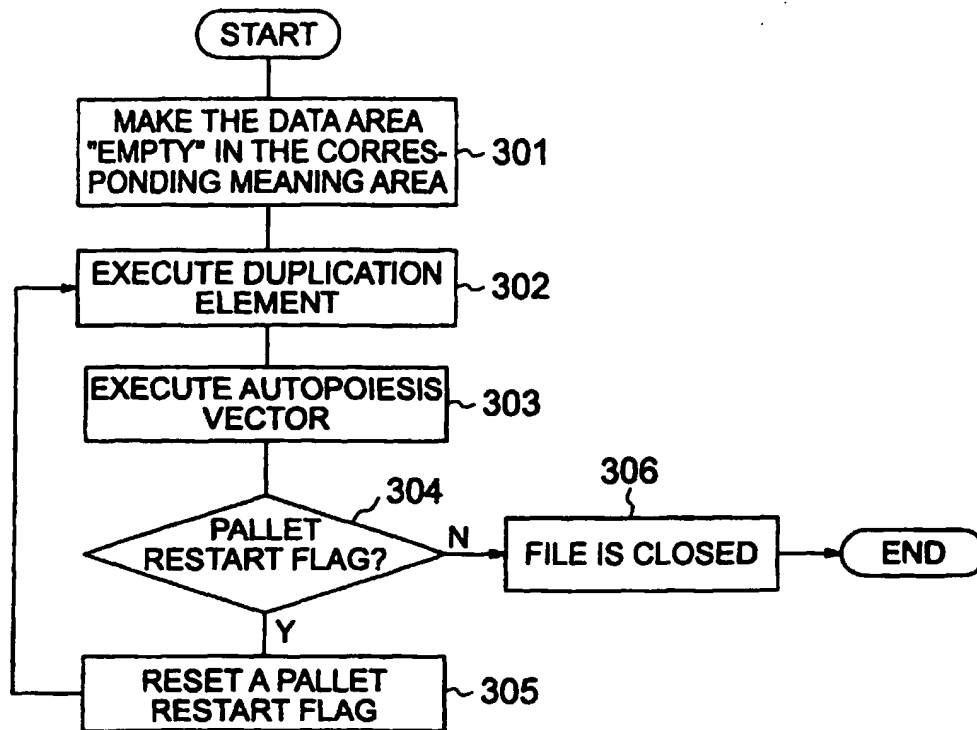 START
MAKE THE DATA AREA
"EMPTY" IN THE CORRES-
PONDING MEANING AREA
301
EXECUTE DUPLICATION
ELEMENT
302
EXECUTE AUTOPOIESIS
VECTOR
303
304
PALLET
RESTART FLAG?
N
306
FILE IS CLOSED
END
Y
RESET A PALLET
RESTART FLAG
305